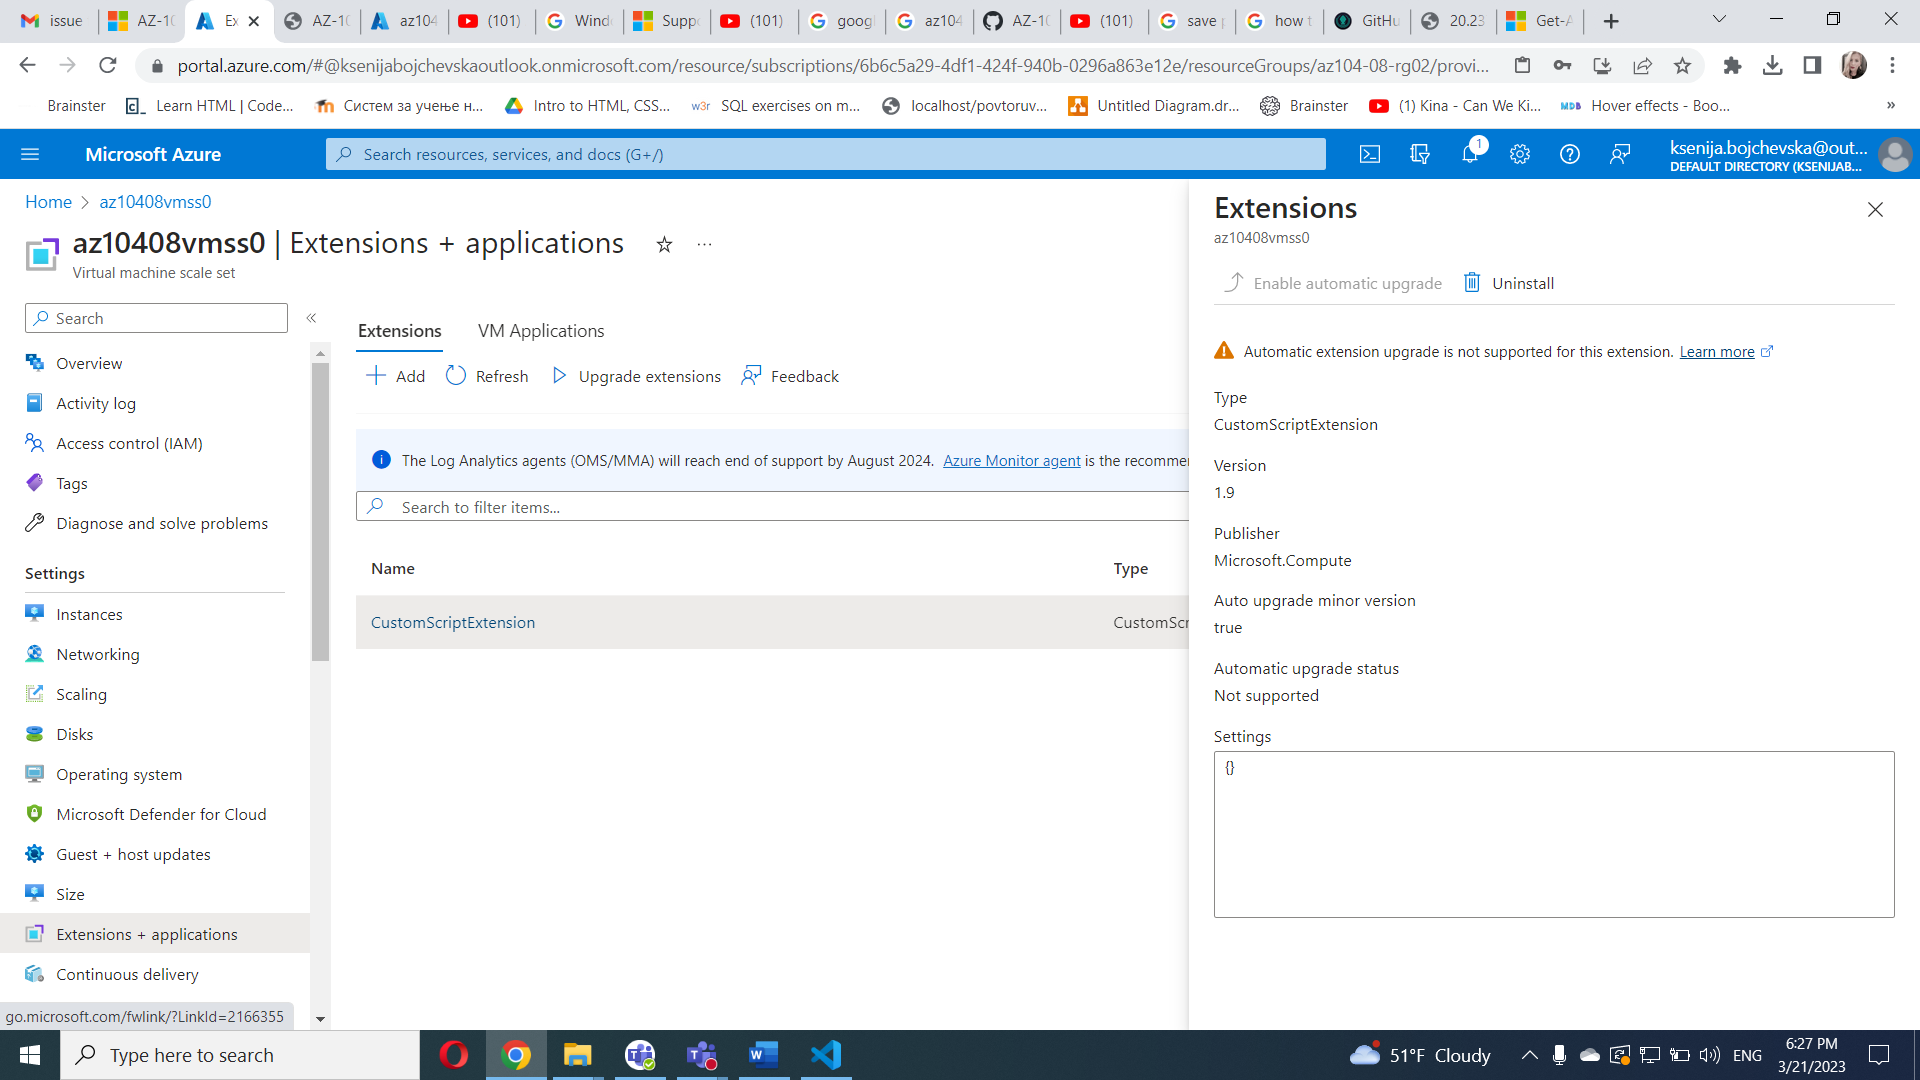 issue
AZ-10
Ex
AZ-10
az104
(101)
Wind
Suppo
(101)
googl
az104
AZ-10
(101)
save p
how t
GitHu
20.23
Get-A
portal.azure.com/#@ksenijabojchevskaoutlook.onmicrosoft.com/resource/subscriptions/6b6c5a29-4df1-424f-940b-0296a863e12e/resourceGroups/az104-08-rg02/provi...
Brainster
Learn HTML | Code...
Систем за учење н...
Intro to HTML, CSS...
SQL exercises on m...
localhost/povtoruv...
Untitled Diagram.dr...
Brainster
(1) Kina - Can We Ki...
Hover effects - Boo...
»
Microsoft Azure
Search resources, services, and docs (G+/)
1
ksenija.bojchevska@out...
DEFAULT DIRECTORY (KSENIJAB...
Home > az10408vmss0
az10408vmss0 | Extensions + applications
Virtual machine scale set
Search
Overview
Activity log
Access control (IAM)
Tags
Diagnose and solve problems
Settings
Instances
Networking
Scaling
Disks
Operating system
Microsoft Defender for Cloud
Guest + host updates
Size
Extensions + applications
Continuous delivery
go.microsoft.com/fwlink/?LinkId=2166355
Extensions
VM Applications
Add
Refresh
Upgrade extensions
Feedback
The Log Analytics agents (OMS/MMA) will reach end of support by August 2024. Azure Monitor agent is the recommen
Search to filter items...
Name
Type
CustomScriptExtension
CustomScr
Extensions
az10408vmss0
Enable automatic upgrade
Uninstall
Automatic extension upgrade is not supported for this extension. Learn more
Type
CustomScriptExtension
Version
1.9
Publisher
Microsoft.Compute
Auto upgrade minor version
true
Automatic upgrade status
Not supported
Settings
{}
Type here to search
51°F Cloudy
ENG
6:27 PM
3/21/2023